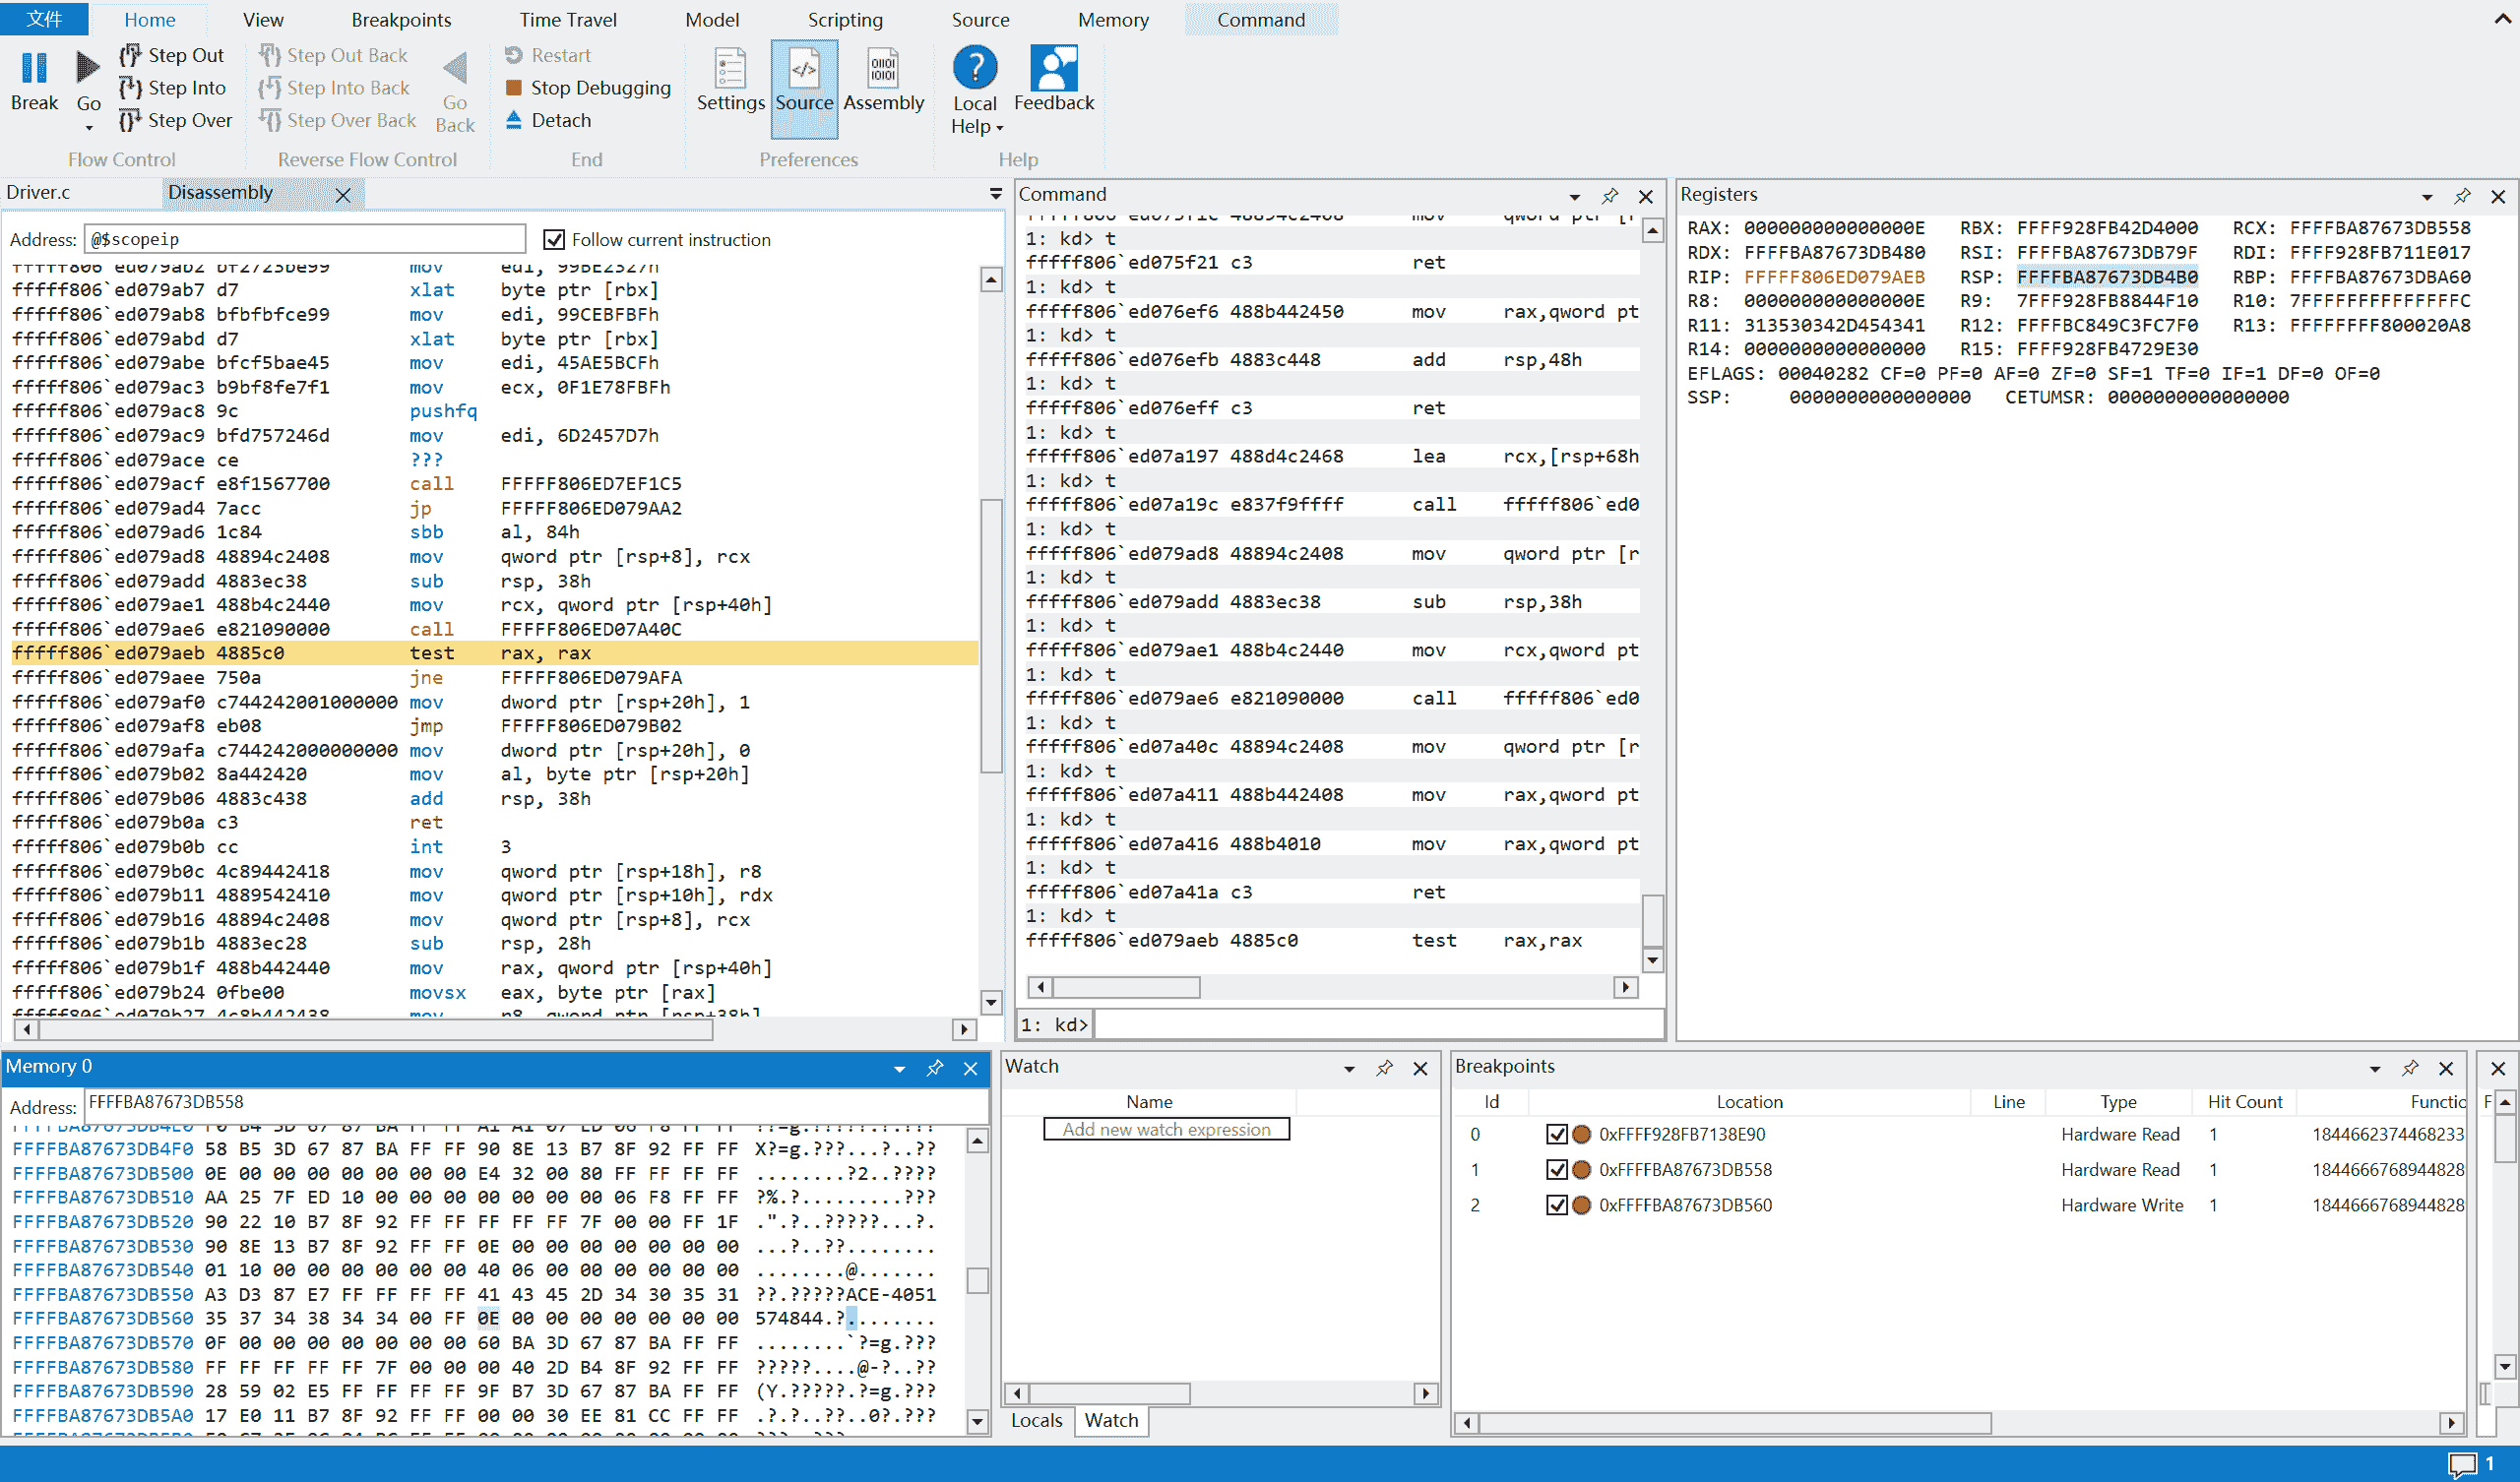 文件 Home View Breakpoints Time Travel Model Scripting Source Memory Command
Break
Go
Step Out
Step Into
Step Over
Flow Control
Step Out Back
Step Into Back
Step Over Back
Go Back
Reverse Flow Control
Restart
Stop Debugging
Detach
End
Settings Source Assembly
Preferences
Local Help
Feedback
Help
Driver.c Disassembly
Address: @$scopeip Follow current instruction
fffff806`ed079ab2 bf2723be99 mov edi, 99BE2327h
fffff806`ed079ab7 d7 xlat byte ptr [rbx]
fffff806`ed079ab8 bfbfbfce99 mov edi, 99CEBFBFh
fffff806`ed079abd d7 xlat byte ptr [rbx]
fffff806`ed079abe bfcf5bae45 mov edi, 45AE5BCFh
fffff806`ed079ac3 b9bf8fe7f1 mov ecx, 0F1E78FBFh
fffff806`ed079ac8 9c pushfq
fffff806`ed079ac9 bfd757246d mov edi, 6D2457D7h
fffff806`ed079ace ce ???
fffff806`ed079acf e8f1567700 call FFFFF806ED7EF1C5
fffff806`ed079ad4 7acc jp FFFFF806ED079AA2
fffff806`ed079ad6 1c84 sbb al, 84h
fffff806`ed079ad8 48894c2408 mov qword ptr [rsp+8], rcx
fffff806`ed079add 4883ec38 sub rsp, 38h
fffff806`ed079ae1 488b4c2440 mov rcx, qword ptr [rsp+40h]
fffff806`ed079ae6 e821090000 call FFFFF806ED07A40C
fffff806`ed079aeb 4885c0 test rax, rax
fffff806`ed079aee 750a jne FFFFF806ED079AFA
fffff806`ed079af0 c744242001000000 mov dword ptr [rsp+20h], 1
fffff806`ed079af8 eb08 jmp FFFFF806ED079B02
fffff806`ed079afa c744242000000000 mov dword ptr [rsp+20h], 0
fffff806`ed079b02 8a442420 mov al, byte ptr [rsp+20h]
fffff806`ed079b06 4883c438 add rsp, 38h
fffff806`ed079b0a c3 ret
fffff806`ed079b0b cc int 3
fffff806`ed079b0c 4c89442418 mov qword ptr [rsp+18h], r8
fffff806`ed079b11 4889542410 mov qword ptr [rsp+10h], rdx
fffff806`ed079b16 48894c2408 mov qword ptr [rsp+8], rcx
fffff806`ed079b1b 4883ec28 sub rsp, 28h
fffff806`ed079b1f 488b442440 mov rax, qword ptr [rsp+40h]
fffff806`ed079b24 0fbe00 movsx eax, byte ptr [rax]
fffff806`ed079b27 4c8b442438 mov r8, qword ptr [rsp+38h]
Command
fffff806`ed075f1c 48894c2408 mov qword ptr [r
1: kd> t
fffff806`ed075f21 c3 ret
1: kd> t
fffff806`ed076ef6 488b442450 mov rax,qword pt
1: kd> t
fffff806`ed076efb 4883c448 add rsp,48h
1: kd> t
fffff806`ed076eff c3 ret
1: kd> t
fffff806`ed07a197 488d4c2468 lea rcx,[rsp+68h
1: kd> t
fffff806`ed07a19c e837f9ffff call fffff806`ed0
1: kd> t
fffff806`ed079ad8 48894c2408 mov qword ptr [r
1: kd> t
fffff806`ed079add 4883ec38 sub rsp,38h
1: kd> t
fffff806`ed079ae1 488b4c2440 mov rcx,qword pt
1: kd> t
fffff806`ed079ae6 e821090000 call fffff806`ed0
1: kd> t
fffff806`ed07a40c 48894c2408 mov qword ptr [r
1: kd> t
fffff806`ed07a411 488b442408 mov rax,qword pt
1: kd> t
fffff806`ed07a416 488b4010 mov rax,qword pt
1: kd> t
fffff806`ed07a41a c3 ret
1: kd> t
fffff806`ed079aeb 4885c0 test rax,rax
1: kd>
Registers
RAX: 000000000000000E RBX: FFFF928FB42D4000 RCX: FFFFBA87673DB558
RDX: FFFFBA87673DB480 RSI: FFFFBA87673DB79F RDI: FFFF928FB711E017
RIP: FFFFF806ED079AEB RSP: FFFFBA87673DB4B0 RBP: FFFFBA87673DBA60
R8: 000000000000000E R9: 7FFF928FB8844F10 R10: 7FFFFFFFFFFFFFFC
R11: 313530342D454341 R12: FFFFBC849C3FC7F0 R13: FFFFFFFF800020A8
R14: 0000000000000000 R15: FFFF928FB4729E30
EFLAGS: 00040282 CF=0 PF=0 AF=0 ZF=0 SF=1 TF=0 IF=1 DF=0 OF=0
SSP: 0000000000000000 CETUMSR: 0000000000000000
Memory 0
Address: FFFFBA87673DB558
FFFFBA87673DB4F0 58 B5 3D 67 87 BA FF FF 90 8E 13 B7 8F 92 FF FF X?=g.???...?..??
FFFFBA87673DB500 0E 00 00 00 00 00 00 00 E4 32 00 80 FF FF FF FF ........?2..????
FFFFBA87673DB510 AA 25 7F ED 10 00 00 00 00 00 00 00 06 F8 FF FF ?%.?.........???
FFFFBA87673DB520 90 22 10 B7 8F 92 FF FF FF FF FF 7F 00 00 FF 1F .".?..?????...?.
FFFFBA87673DB530 90 8E 13 B7 8F 92 FF FF 0E 00 00 00 00 00 00 00 ...?..??........
FFFFBA87673DB540 01 10 00 00 00 00 00 00 40 06 00 00 00 00 00 00 ........@.......
FFFFBA87673DB550 A3 D3 87 E7 FF FF FF FF 41 43 45 2D 34 30 35 31 ??.?????ACE-4051
FFFFBA87673DB560 35 37 34 38 34 34 00 FF 0E 00 00 00 00 00 00 00 574844.?........
FFFFBA87673DB570 0F 00 00 00 00 00 00 00 60 BA 3D 67 87 BA FF FF ........`?=g.???
FFFFBA87673DB580 FF FF FF FF FF 7F 00 00 00 40 2D B4 8F 92 FF FF ?????....@-?..??
FFFFBA87673DB590 28 59 02 E5 FF FF FF FF 9F B7 3D 67 87 BA FF FF (Y.?????.?=g.???
FFFFBA87673DB5A0 17 E0 11 B7 8F 92 FF FF 00 00 30 EE 81 CC FF FF .?.?..??..0?.???
Watch
Name
Add new watch expression
Locals Watch
Breakpoints
Id Location Line Type Hit Count Functio F
0 0xFFFF928FB7138E90 Hardware Read 1 1844662374468233
1 0xFFFFBA87673DB558 Hardware Read 1 1844666768944828
2 0xFFFFBA87673DB560 Hardware Write 1 1844666768944828
1